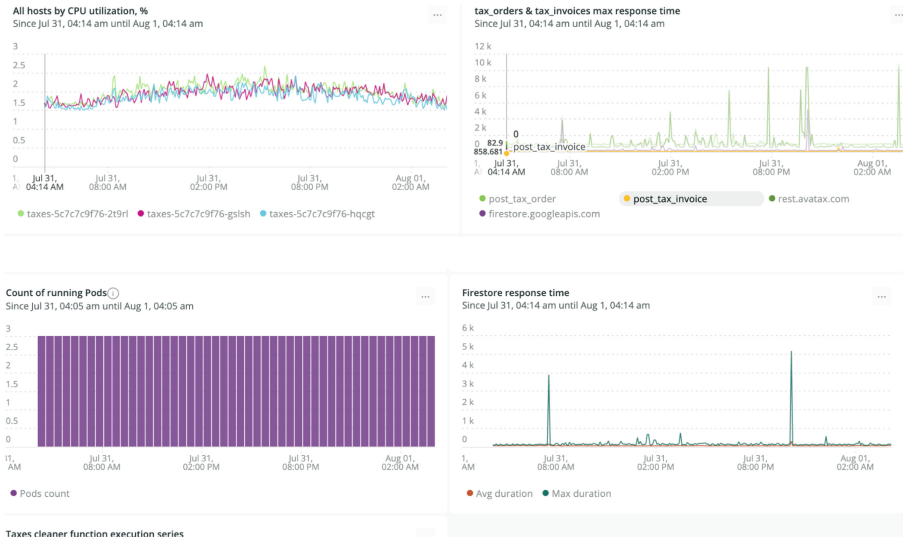 All hosts by CPU utilization, %
Since Jul 31, 04:14 am until Aug 1, 04:14 am
...
3
2.5
2
1.5
1
0.5
0
Jul 31,
04:14 AM
Jul 31,
08:00 AM
Jul 31,
02:00 PM
Jul 31,
08:00 PM
Aug 01,
02:00 AM
taxes-5c7c7c9f76-2t9rl
taxes-5c7c7c9f76-gslsh
taxes-5c7c7c9f76-hqcgt
tax_orders & tax_invoices max response time
Since Jul 31, 04:14 am until Aug 1, 04:14 am
...
12 k
10 k
8 k
6 k
4 k
2 k
0
82.9
858.681
0
post_tax_invoice
Jul 31,
04:14 AM
Jul 31,
08:00 AM
Jul 31,
02:00 PM
Jul 31,
08:00 PM
Aug 01,
02:00 AM
post_tax_order
post_tax_invoice
rest.avatax.com
firestore.googleapis.com
Count of running Pods
Since Jul 31, 04:05 am until Aug 1, 04:05 am
...
3
2.5
2
1.5
1
0.5
0
AM
Jul 31,
08:00 AM
Jul 31,
02:00 PM
Jul 31,
08:00 PM
Aug 01,
02:00 AM
Pods count
Firestore response time
Since Jul 31, 04:14 am until Aug 1, 04:14 am
...
6 k
5 k
4 k
3 k
2 k
1 k
0
1,
AM
Jul 31,
08:00 AM
Jul 31,
02:00 PM
Jul 31,
08:00 PM
Aug 01,
02:00 AM
Avg duration
Max duration
Taxes cleaner function execution series